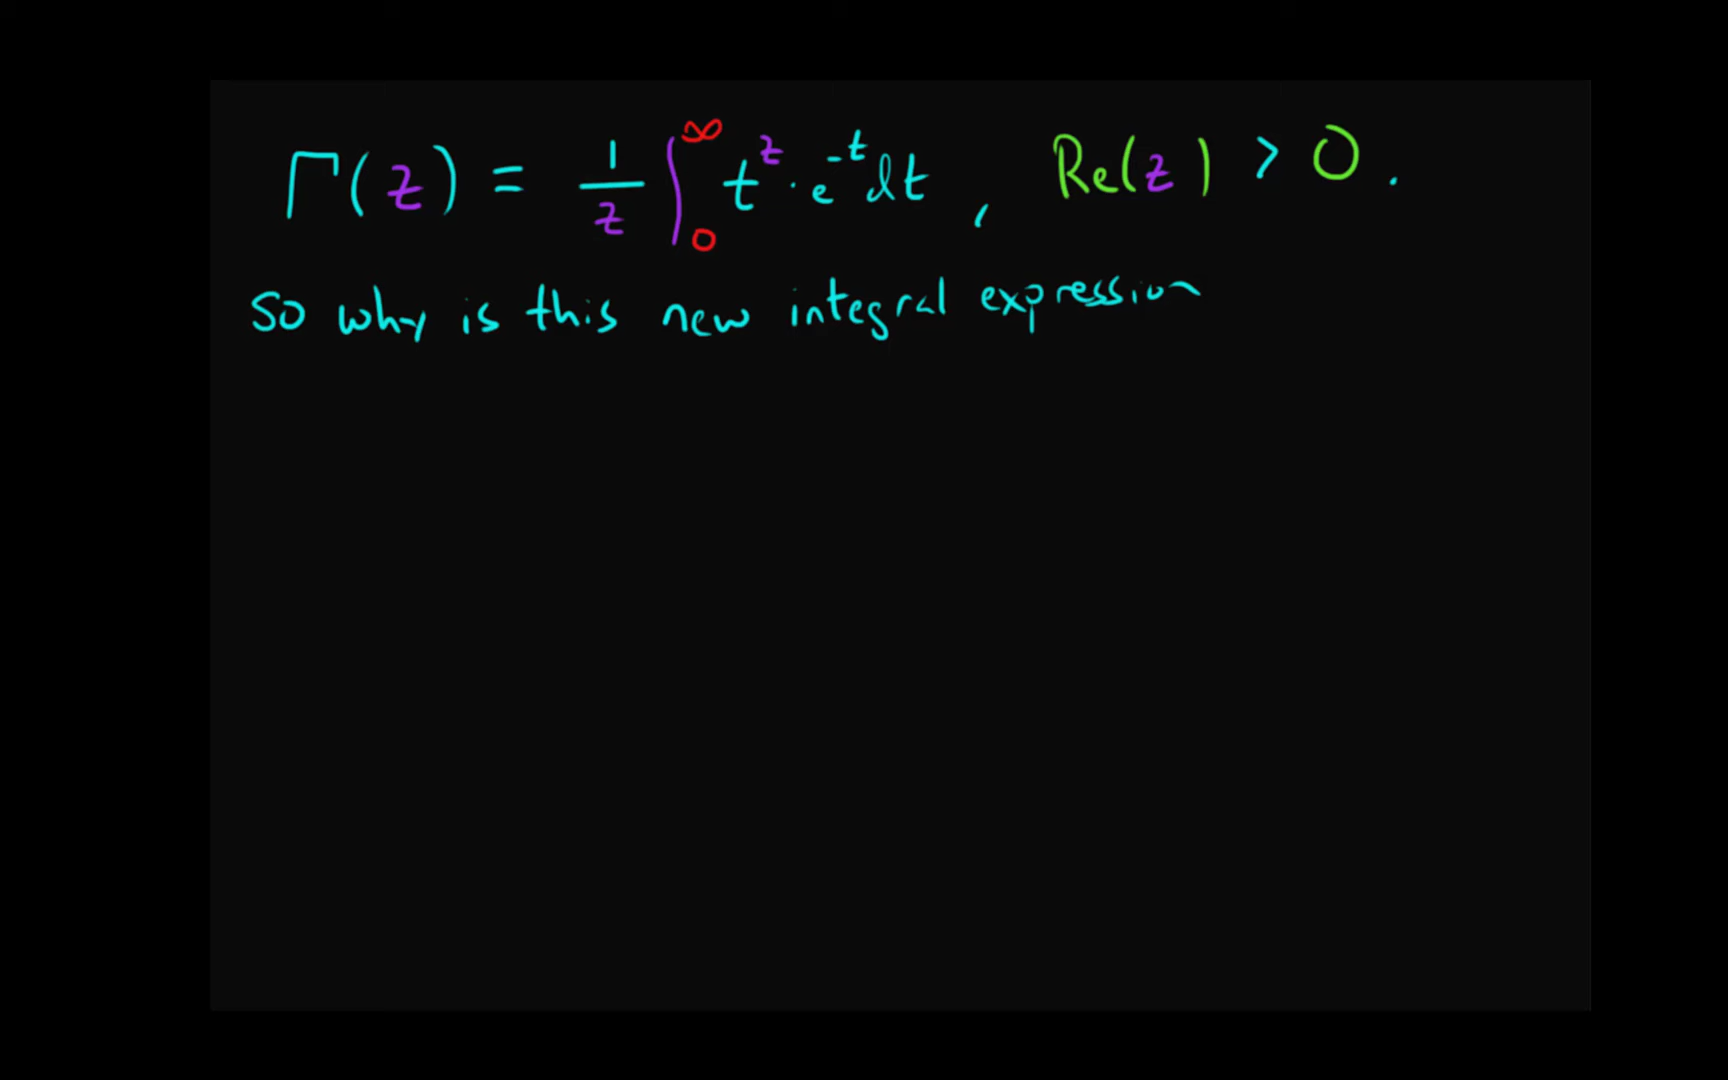 Γ(z) = 1/z ∫₀^∞ t^z · e^-t dt , Re(z) > 0 .
So why is this new integral expression